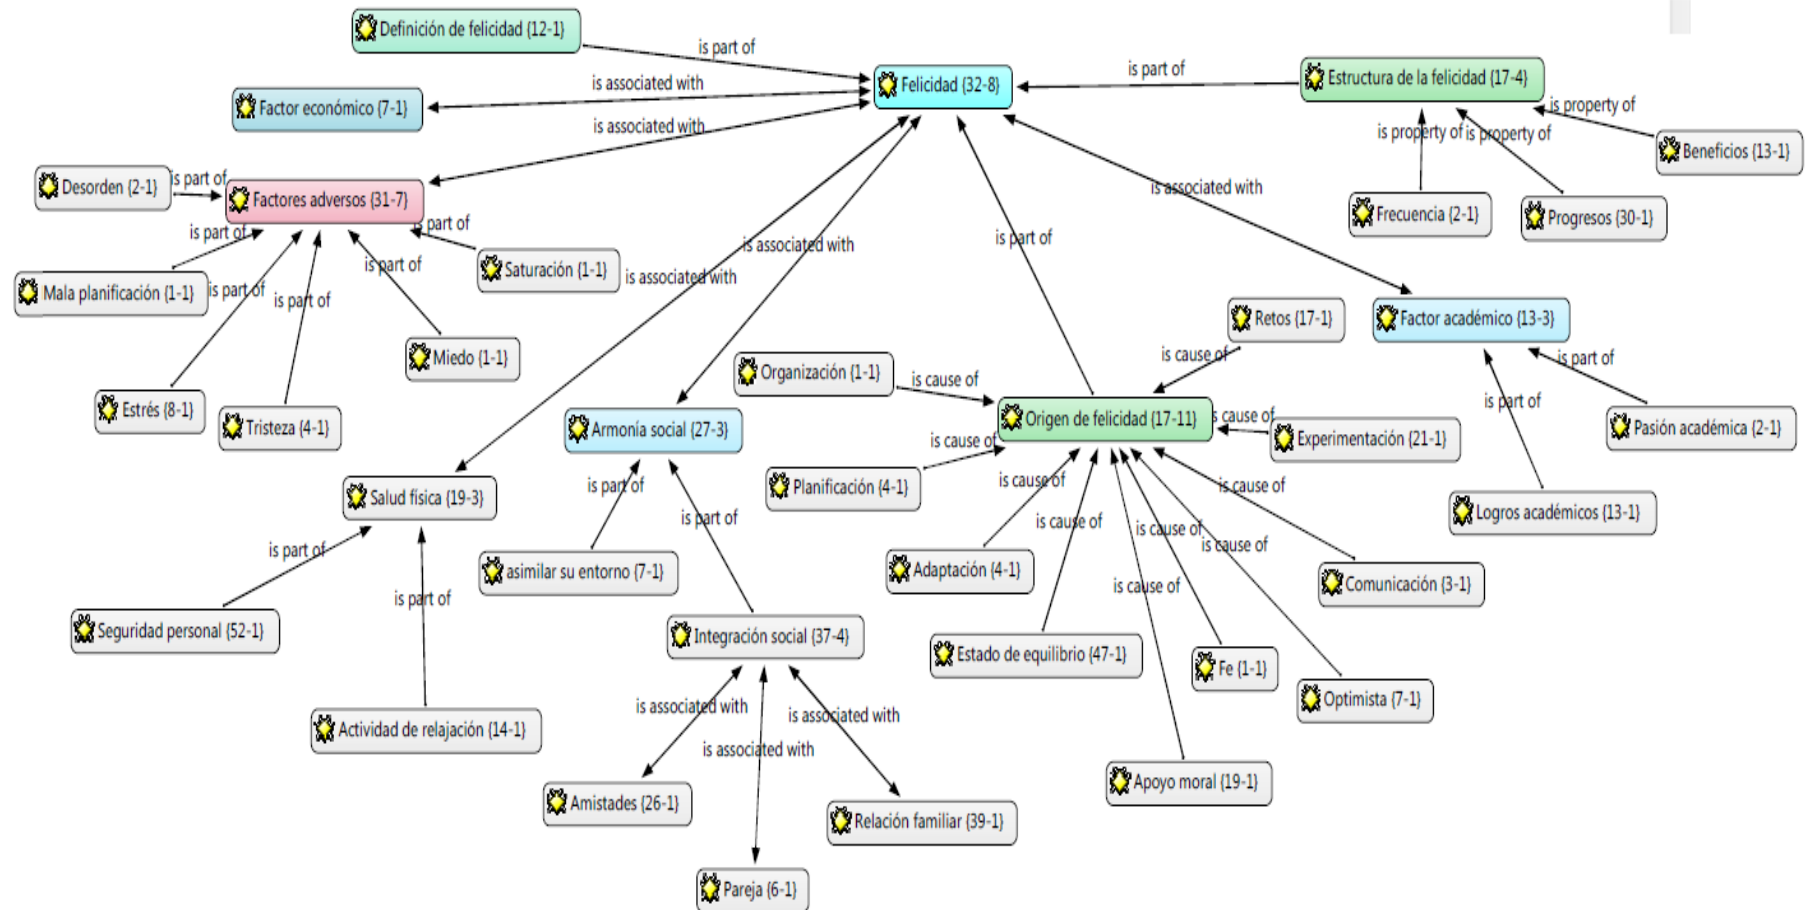 Definición de felicidad {12-1}
is part of
Felicidad {32-8}
is part of
Estructura de la felicidad {17-4}
is associated with
Factor económico {7-1}
is associated with
is property of
is property of
is property of
Beneficios {13-1}
Desorden {2-1}
is part of
Factores adversos {31-7}
is associated with
Frecuencia {2-1}
Progresos {30-1}
is part of
is part of
is part of
is associated with
Mala planificación {1-1}
is part of
is part of
is part of
Saturación {1-1}
is associated with
Retos {17-1}
Factor académico {13-3}
Miedo {1-1}
is cause of
is part of
Organización {1-1}
is cause of
Estrés {8-1}
Tristeza {4-1}
Armonía social {27-3}
Origen de felicidad {17-11}
is cause of
Experimentación {21-1}
is part of
Pasión académica {2-1}
is cause of
Planificación {4-1}
is part of
Salud física {19-3}
is cause of
is cause of
Logros académicos {13-1}
is part of
is part of
is cause of
is cause of
is cause of
asimilar su entorno {7-1}
Adaptación {4-1}
is cause of
Comunicación {3-1}
is part of
Seguridad personal {52-1}
Integración social {37-4}
Estado de equilibrio {47-1}
Fe {1-1}
Optimista {7-1}
Actividad de relajación {14-1}
is associated with
is associated with
is associated with
Apoyo moral {19-1}
Amistades {26-1}
Relación familiar {39-1}
Pareja {6-1}